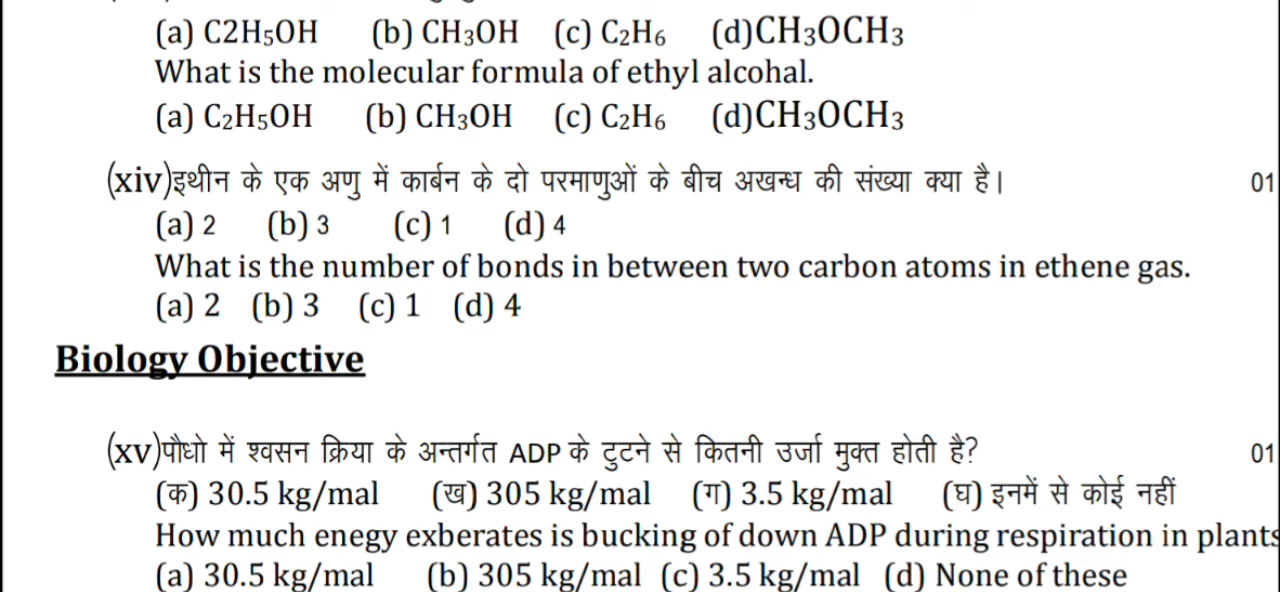 (a) C2H₅OH (b) CH₃OH (c) C₂H₆ (d)CH₃OCH₃
What is the molecular formula of ethyl alcohal.
(a) C₂H₅OH (b) CH₃OH (c) C₂H₆ (d)CH₃OCH₃
(xiv)इथीन के एक अणु में कार्बन के दो परमाणुओं के बीच अखन्ध की संख्या क्या है। 01
(a) 2 (b) 3 (c) 1 (d) 4
What is the number of bonds in between two carbon atoms in ethene gas.
(a) 2 (b) 3 (c) 1 (d) 4
Biology Objective
(xv)पौधो में श्वसन क्रिया के अन्तर्गत ADP के टुटने से कितनी उर्जा मुक्त होती है? 01
(क) 30.5 kg/mal (ख) 305 kg/mal (ग) 3.5 kg/mal (घ) इनमें से कोई नहीं
How much enegy exberates is bucking of down ADP during respiration in plants
(a) 30.5 kg/mal (b) 305 kg/mal (c) 3.5 kg/mal (d) None of these